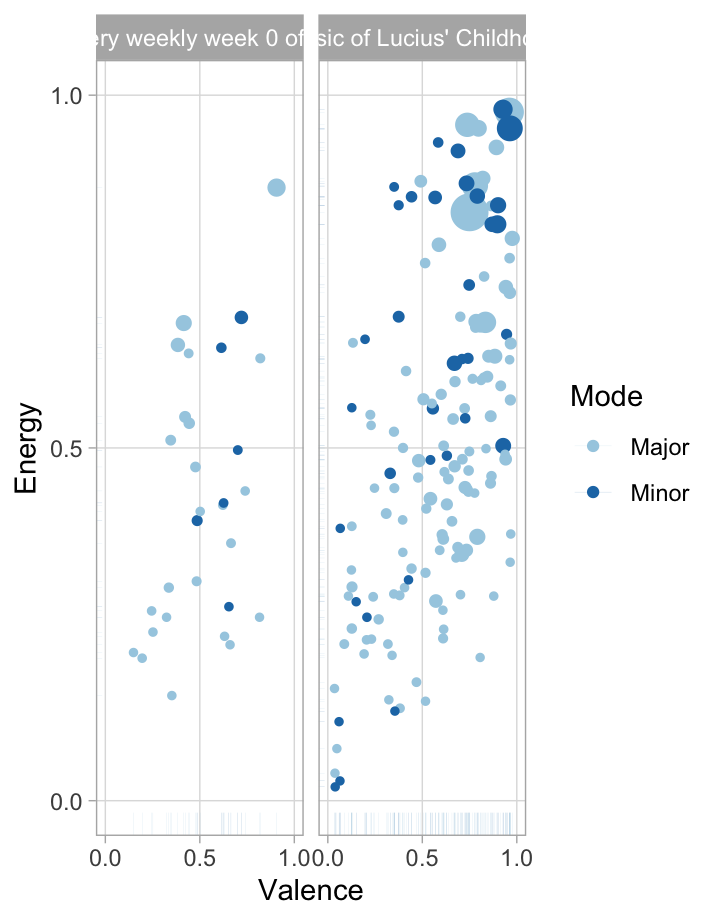 ery weekly week 0 of
sic of Lucius' Childho
1.0
0.5
0.0
Energy
0.0 0.5 1.0
0.0 0.5 1.0
Valence
Mode
Major
Minor